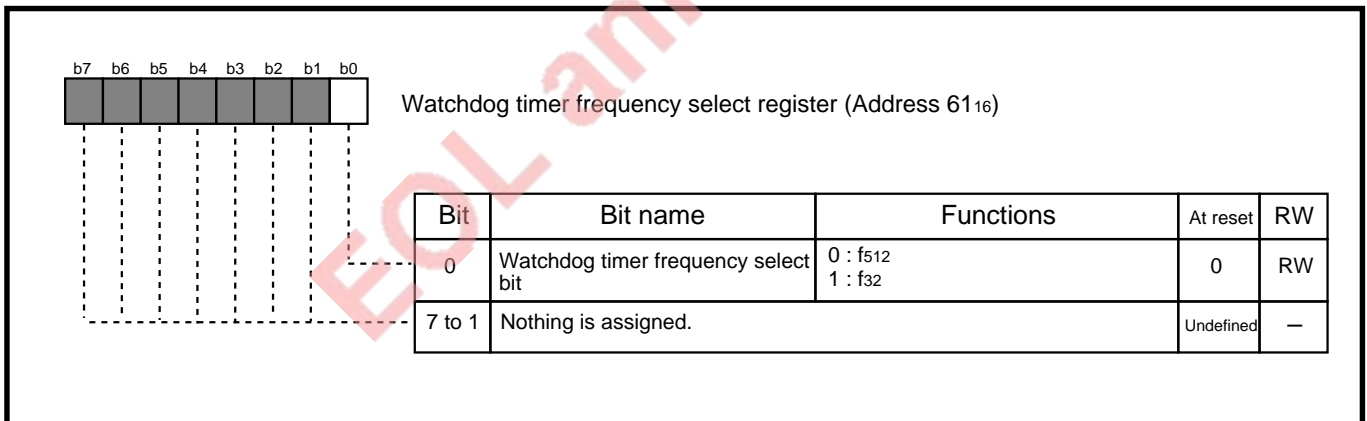 b7 b6 b5 b4 b3 b2 b1 b0
Watchdog timer frequency select register (Address 6116)
Bit Bit name Functions At reset RW
0 Watchdog timer frequency select bit 0 : f512 0 RW
1 : f32
7 to 1 Nothing is assigned. Undefined –
EOL